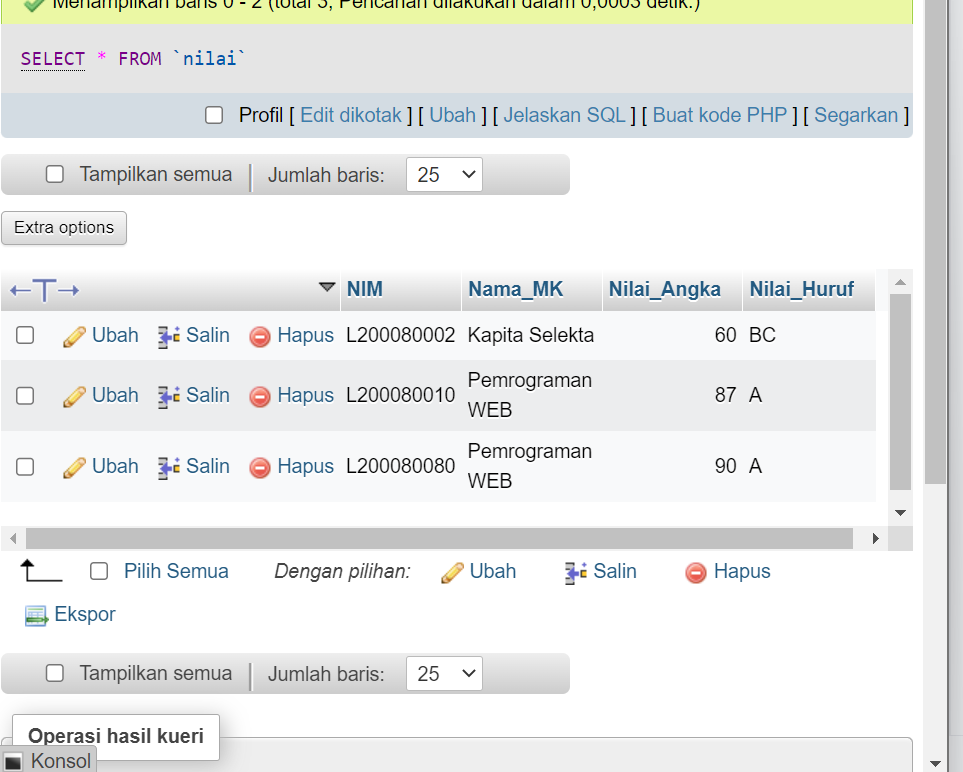 Menampilkan baris 0 - 2 (total 3, Pencarian dilakukan dalam 0,0003 detik.)
SELECT * FROM `nilai`
Profil [ Edit dikotak ] [ Ubah ] [ Jelaskan SQL ] [ Buat kode PHP ] [ Segarkan ]
Tampilkan semua Jumlah baris: 25
Extra options
NIM Nama_MK Nilai_Angka Nilai_Huruf
Ubah Salin Hapus L200080002 Kapita Selekta 60 BC
Ubah Salin Hapus L200080010 Pemrograman WEB 87 A
Ubah Salin Hapus L200080080 Pemrograman WEB 90 A
Pilih Semua Dengan pilihan: Ubah Salin Hapus
Ekspor
Tampilkan semua Jumlah baris: 25
Operasi hasil kueri
Konsol